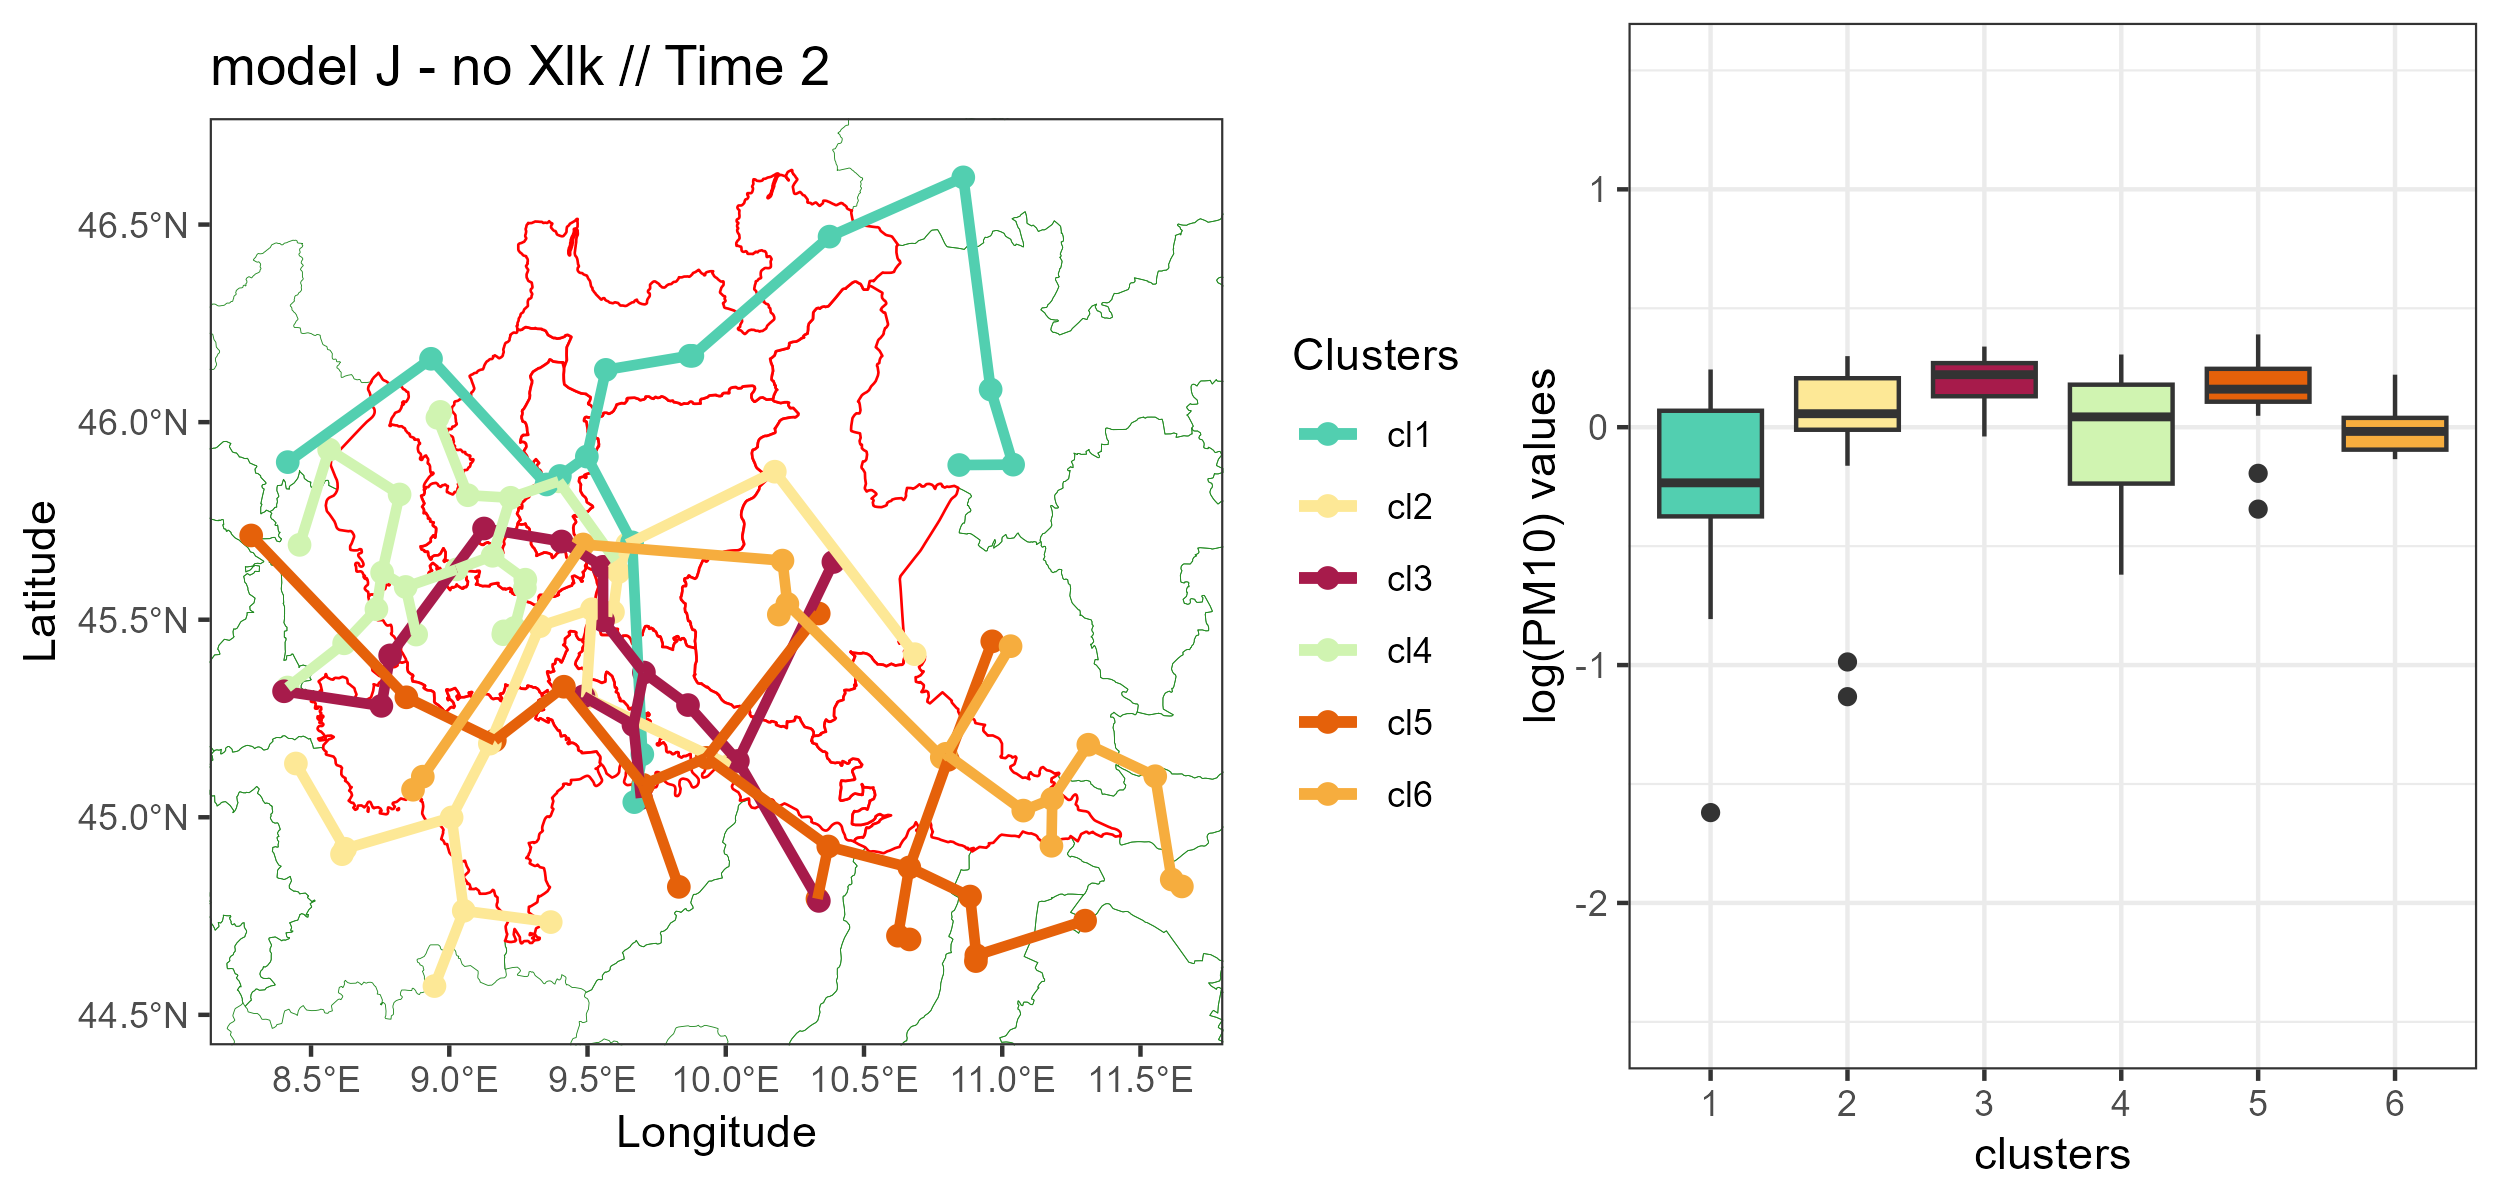 model J - no Xlk // Time 2
46.5°N
46.0°N
45.5°N
45.0°N
44.5°N
Latitude
8.5°E 9.0°E 9.5°E 10.0°E 10.5°E 11.0°E 11.5°E
Longitude
Clusters
cl1
cl2
cl3
cl4
cl5
cl6
1
0
-1
-2
log(PM10) values
1 2 3 4 5 6
clusters